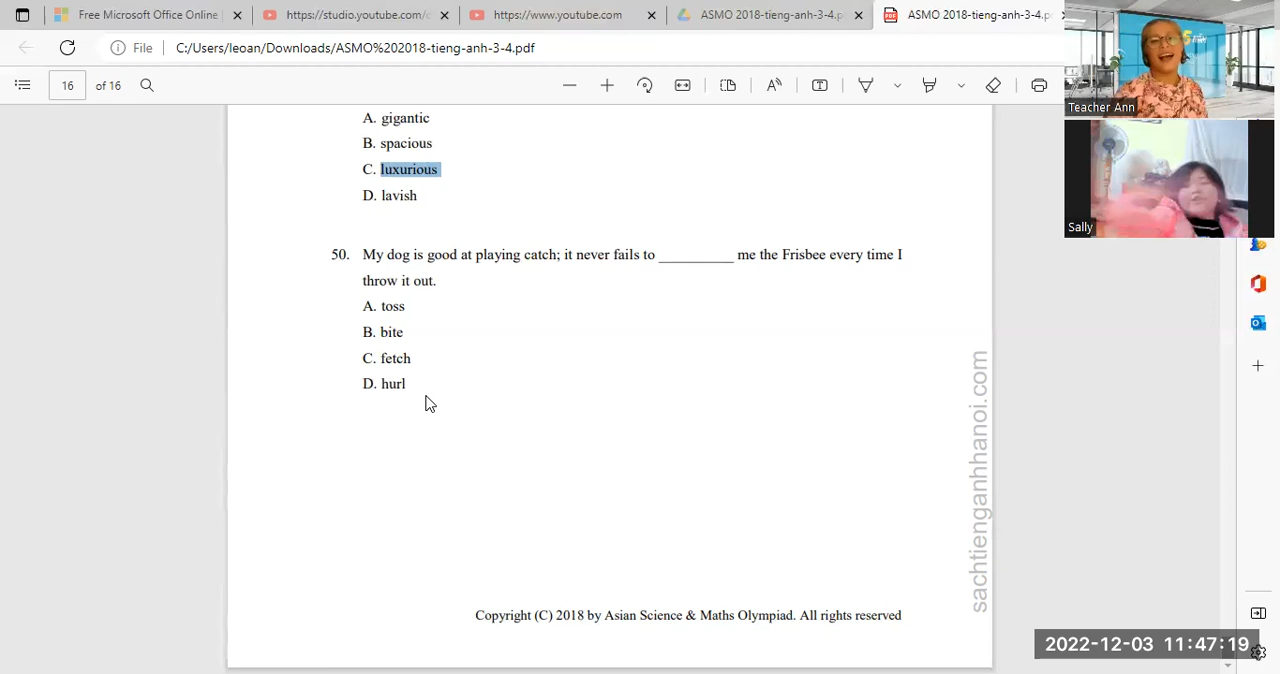 Free Microsoft Office Online
https://studio.youtube.com/c
https://www.youtube.com
ASMO 2018-tieng-anh-3-4.p
ASMO 2018-tieng-anh-3-4.p
File
C:/Users/leoan/Downloads/ASMO%202018-tieng-anh-3-4.pdf
16 of 16
A. gigantic
B. spacious
C. luxurious
D. lavish
50. My dog is good at playing catch; it never fails to __________ me the Frisbee every time I
throw it out.
A. toss
B. bite
C. fetch
D. hurl
sachtienganhhanoi.com
Copyright (C) 2018 by Asian Science & Maths Olympiad. All rights reserved
Teacher Ann
Sally
2022-12-03 11:47:19